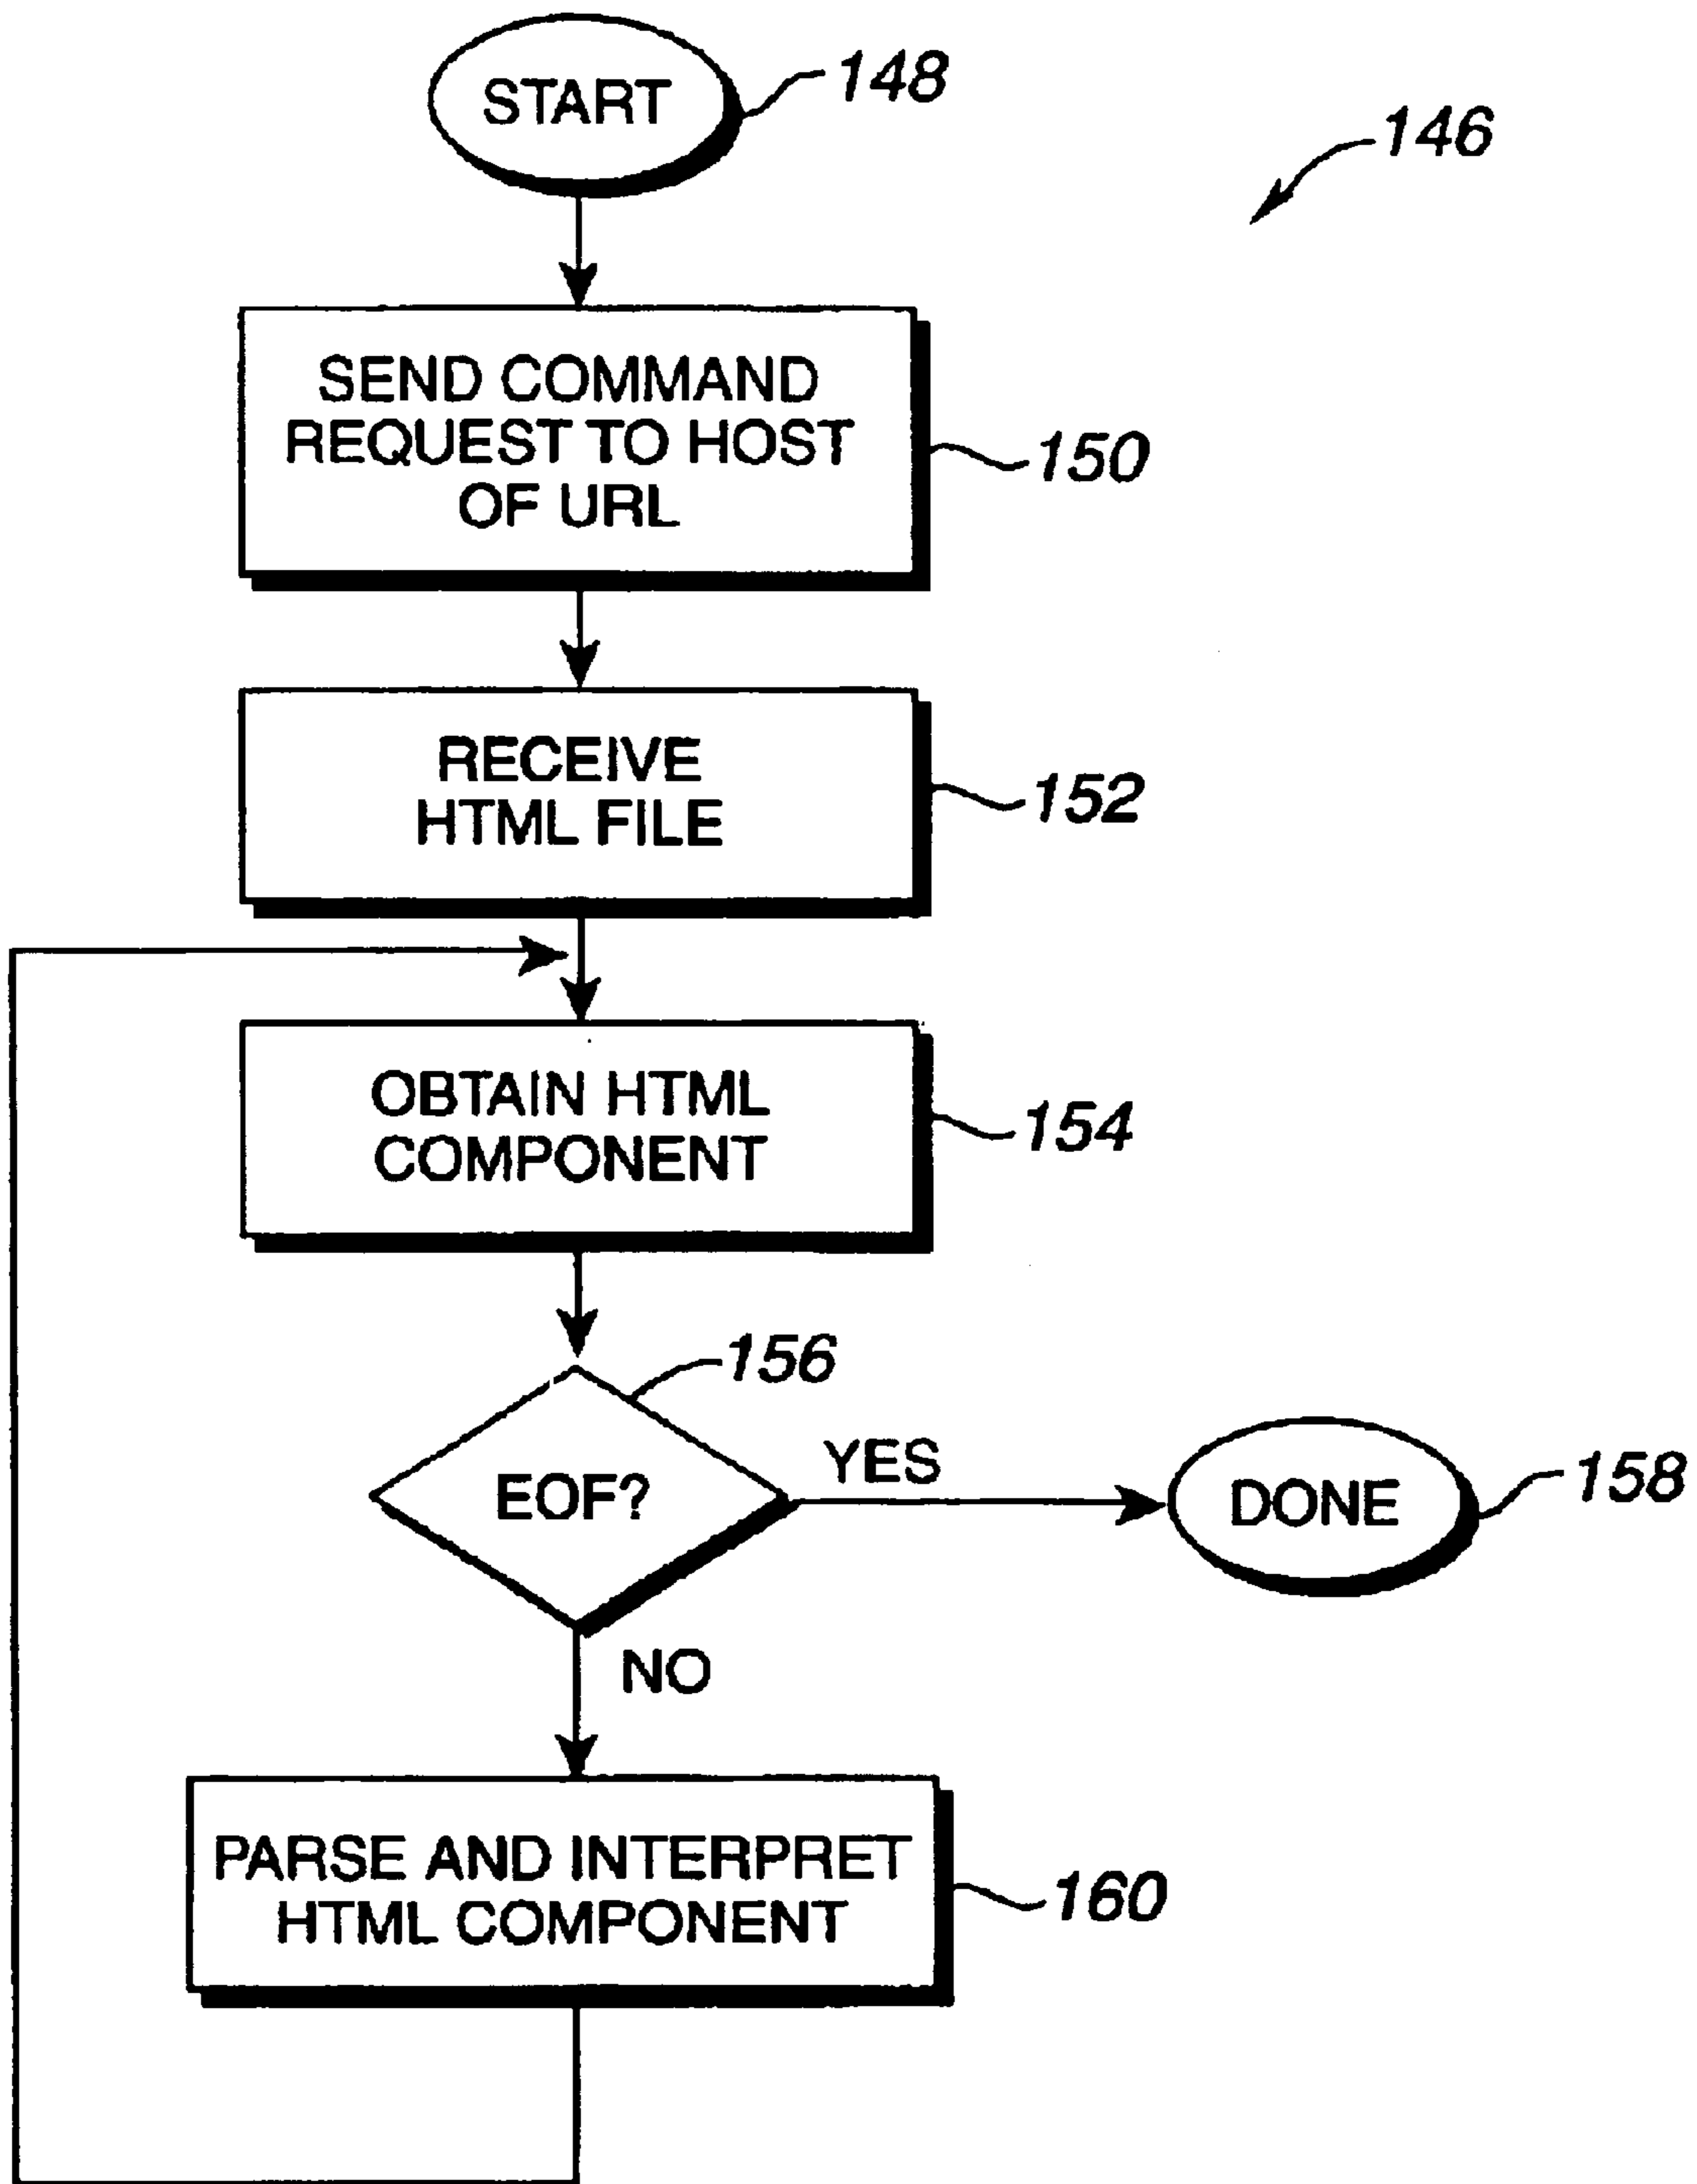 START
148
146
SEND COMMAND
REQUEST TO HOST
OF URL
150
RECEIVE
HTML FILE
152
OBTAIN HTML
COMPONENT
154
156
EOF?
YES
DONE
158
NO
PARSE AND INTERPRET
HTML COMPONENT
160